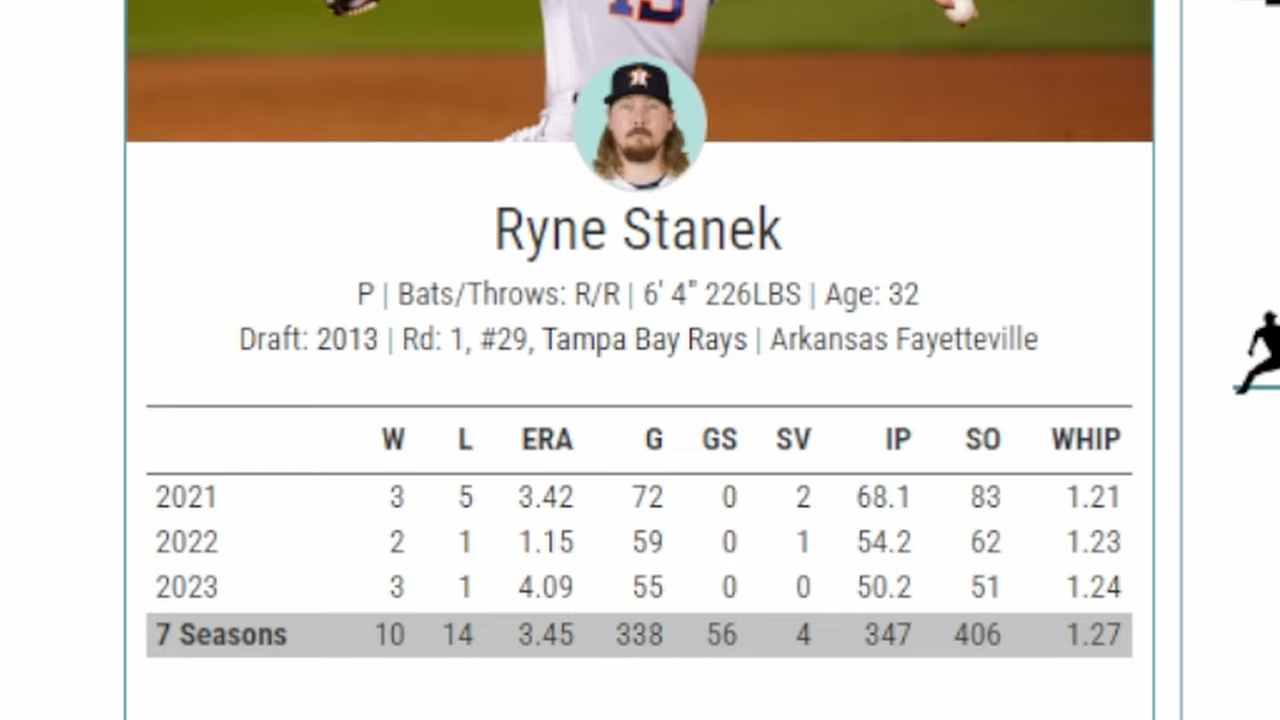 Ryne Stanek
P | Bats/Throws: R/R | 6' 4" 226LBS | Age: 32
Draft: 2013 | Rd: 1, #29, Tampa Bay Rays | Arkansas Fayetteville
W L ERA G GS SV IP SO WHIP
2021 3 5 3.42 72 0 2 68.1 83 1.21
2022 2 1 1.15 59 0 1 54.2 62 1.23
2023 3 1 4.09 55 0 0 50.2 51 1.24
7 Seasons 10 14 3.45 338 56 4 347 406 1.27